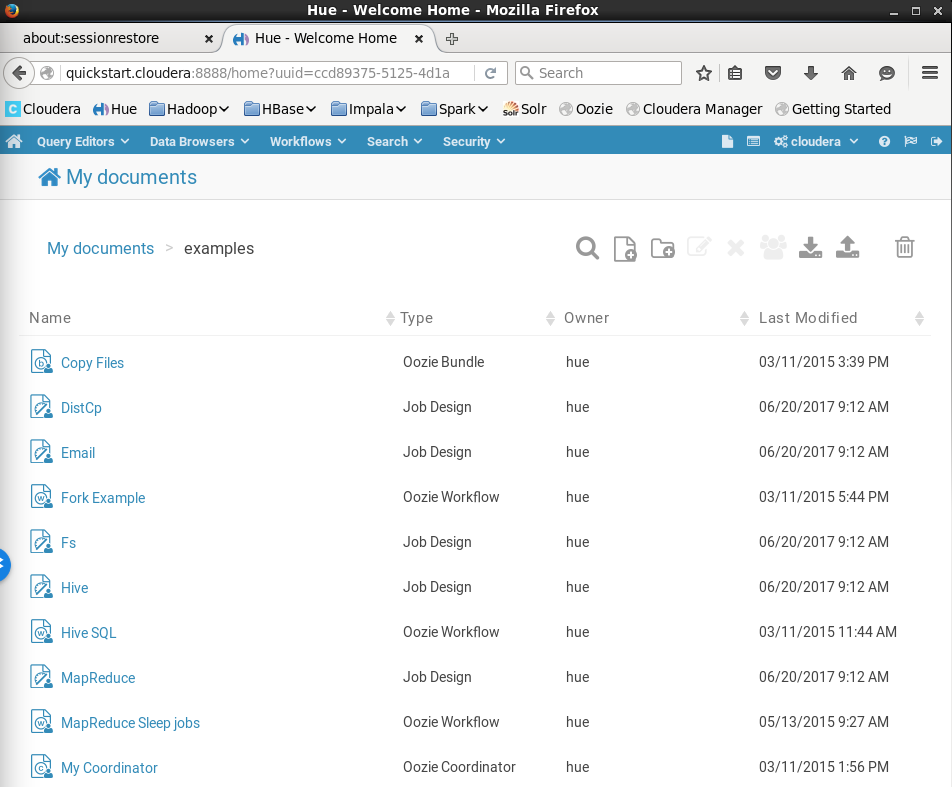 Hue - Welcome Home - Mozilla Firefox
about:sessionrestore
Hue - Welcome Home
quickstart.cloudera:8888/home?uuid=ccd89375-5125-4d1a
Search
Cloudera Hue Hadoop HBase Impala Spark Solr Oozie Cloudera Manager Getting Started
Query Editors Data Browsers Workflows Search Security cloudera
My documents
My documents > examples
Name Type Owner Last Modified
Copy Files Oozie Bundle hue 03/11/2015 3:39 PM
DistCp Job Design hue 06/20/2017 9:12 AM
Email Job Design hue 06/20/2017 9:12 AM
Fork Example Oozie Workflow hue 03/11/2015 5:44 PM
Fs Job Design hue 06/20/2017 9:12 AM
Hive Job Design hue 06/20/2017 9:12 AM
Hive SQL Oozie Workflow hue 03/11/2015 11:44 AM
MapReduce Job Design hue 06/20/2017 9:12 AM
MapReduce Sleep jobs Oozie Workflow hue 05/13/2015 9:27 AM
My Coordinator Oozie Coordinator hue 03/11/2015 1:56 PM